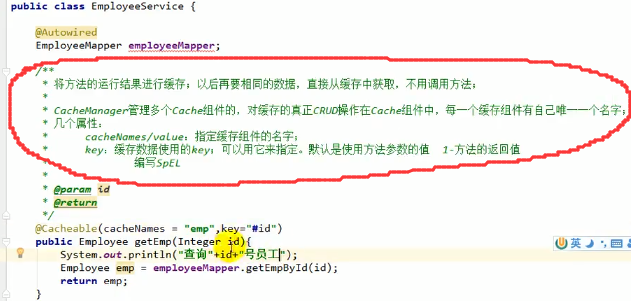 public class EmployeeService {
@Autowired
EmployeeMapper employeeMapper;
/**
* 将方法的运行结果进行缓存；以后再要相同的数据，直接从缓存中获取，不用调用方法；
*
* CacheManager管理多个Cache组件的，对缓存的真正CRUD操作在Cache组件中，每一个缓存组件有自己唯一一个名字；
* 几个属性：
* cacheNames/value：指定缓存组件的名字；
* key：缓存数据使用的key；可以用它来指定。默认是使用方法参数的值 1-方法的返回值
* 编写SpEL
*
* @param id
* @return
*/
@Cacheable(cacheNames = "emp",key="#id")
public Employee getEmp(Integer id){
System.out.println("查询"+id+"号员工");
Employee emp = employeeMapper.getEmpById(id);
return emp;
}
英